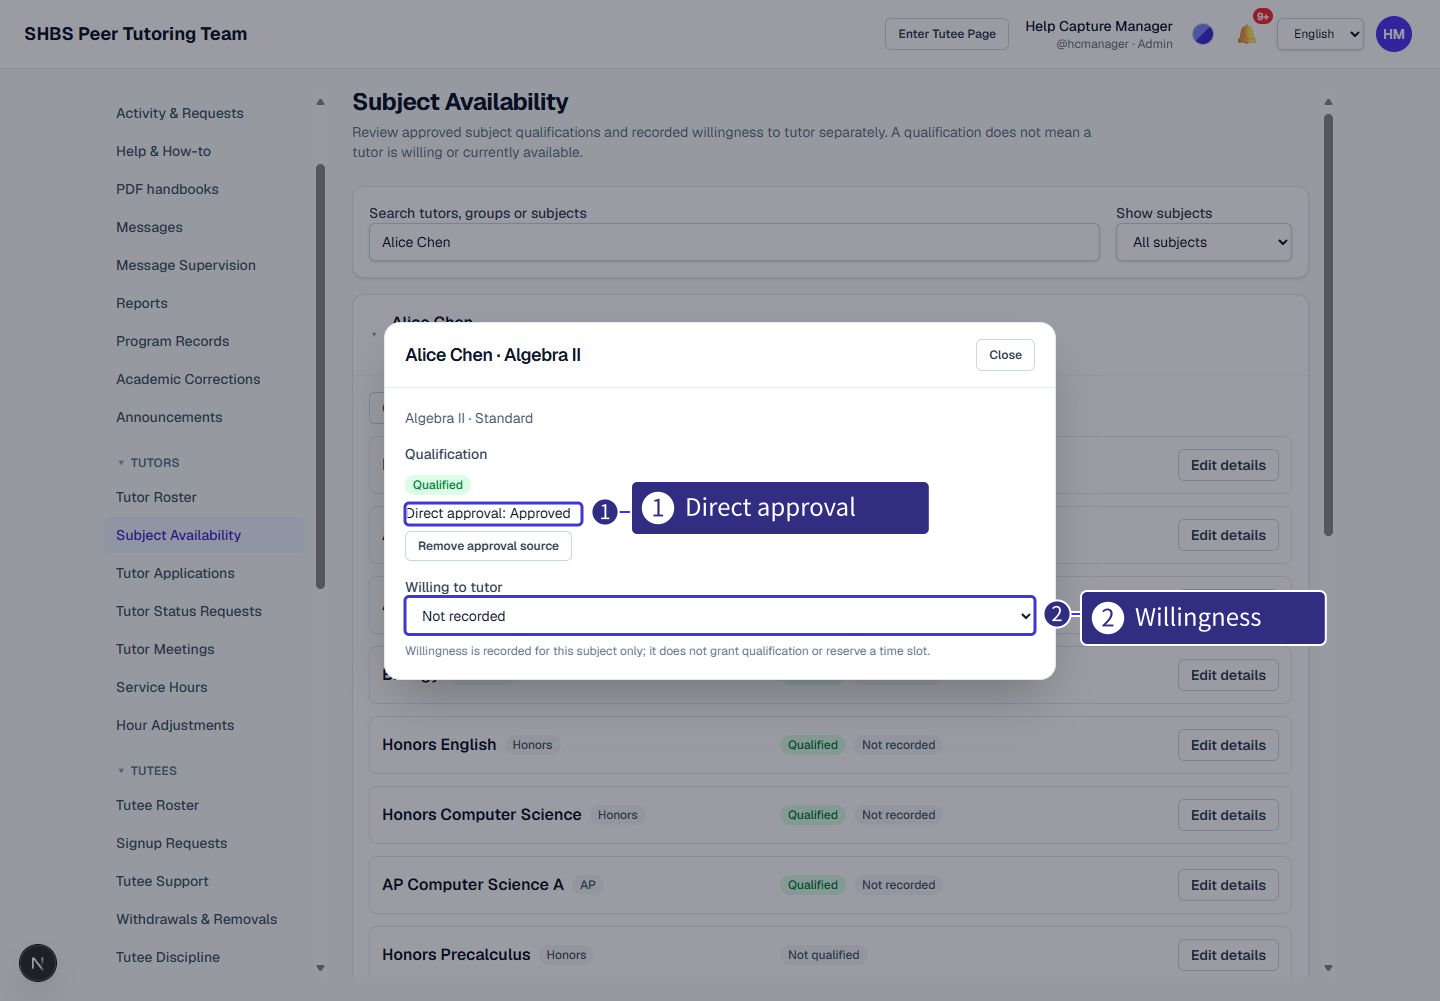 SHBS Peer Tutoring Team
Enter Tutee Page
Help Capture Manager
@hcmanager · Admin
9+
English
HM
Activity & Requests
Help & How-to
PDF handbooks
Messages
Message Supervision
Reports
Program Records
Academic Corrections
Announcements
TUTORS
Tutor Roster
Subject Availability
Tutor Applications
Tutor Status Requests
Tutor Meetings
Service Hours
Hour Adjustments
TUTEES
Tutee Roster
Signup Requests
Tutee Support
Withdrawals & Removals
Tutee Discipline
N
Subject Availability
Review approved subject qualifications and recorded willingness to tutor separately. A qualification does not mean a
tutor is willing or currently available.
Search tutors, groups or subjects
Alice Chen
Show subjects
All subjects
Alice Chen
Alice Chen · Algebra II
Close
Algebra II · Standard
Qualification
Qualified
Direct approval: Approved
1
1 Direct approval
Remove approval source
Willing to tutor
Not recorded
2
2 Willingness
Willingness is recorded for this subject only; it does not grant qualification or reserve a time slot.
Edit details
Edit details
Edit details
Honors English Honors Qualified Not recorded Edit details
Honors Computer Science Honors Qualified Not recorded Edit details
AP Computer Science A AP Qualified Not recorded Edit details
Honors Precalculus Honors Not qualified Edit details